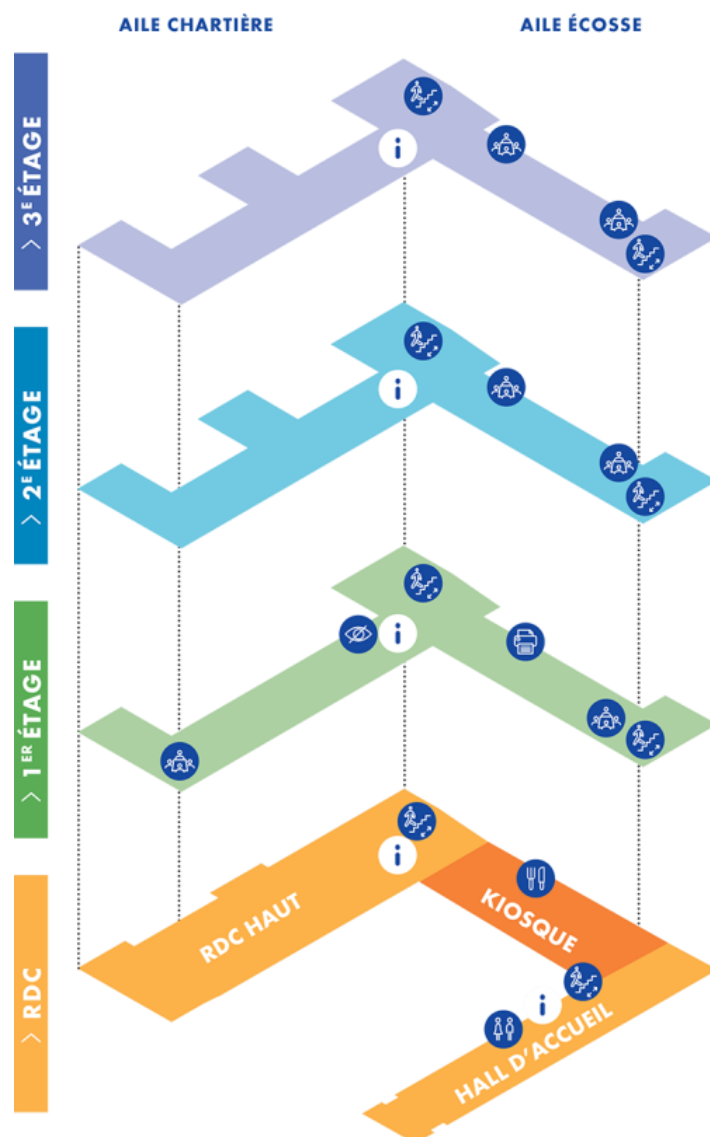 AILE CHARTIÈRE
AILE ÉCOSSE
> 3E ÉTAGE
> 2E ÉTAGE
> 1ER ÉTAGE
> RDC
RDC HAUT
KIOSQUE
HALL D'ACCUEIL
i
i
i
i
i